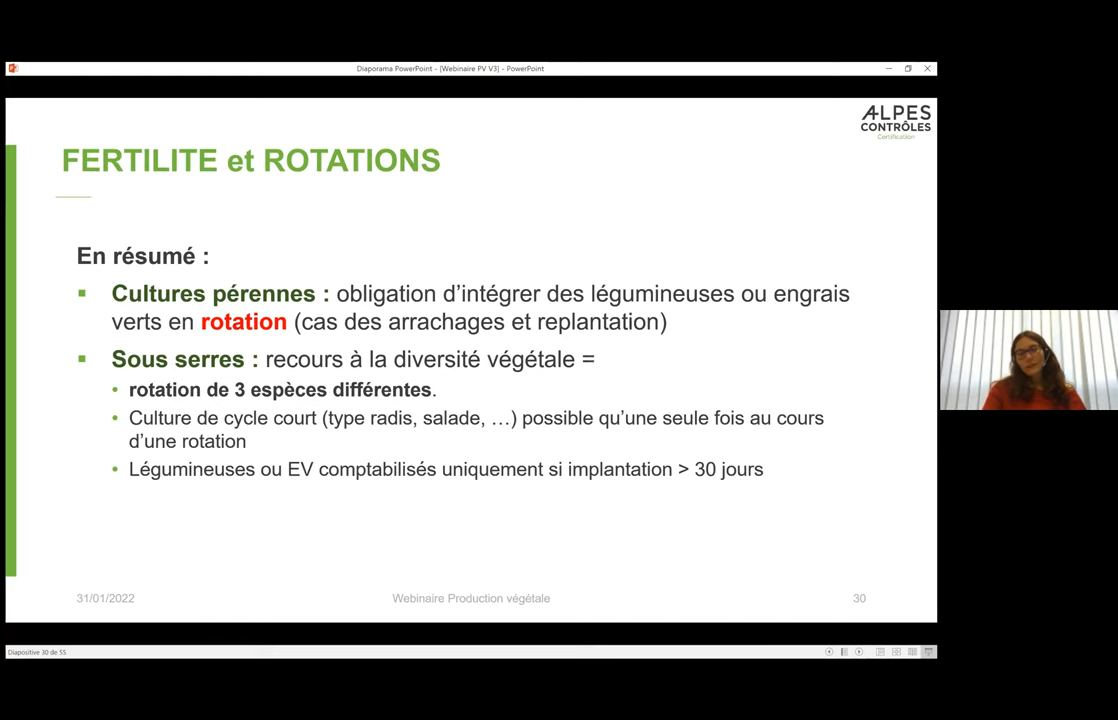 Diaporama PowerPoint - [Webinaire PV V3] - PowerPoint
ALPES
CONTRÔLES
Certification
FERTILITE et ROTATIONS
En résumé :
Cultures pérennes : obligation d’intégrer des légumineuses ou engrais
verts en rotation (cas des arrachages et replantation)
Sous serres : recours à la diversité végétale =
rotation de 3 espèces différentes.
Culture de cycle court (type radis, salade, …) possible qu’une seule fois au cours
d’une rotation
Légumineuses ou EV comptabilisés uniquement si implantation > 30 jours
31/01/2022
Webinaire Production végétale
30
Diapositive 30 de 55